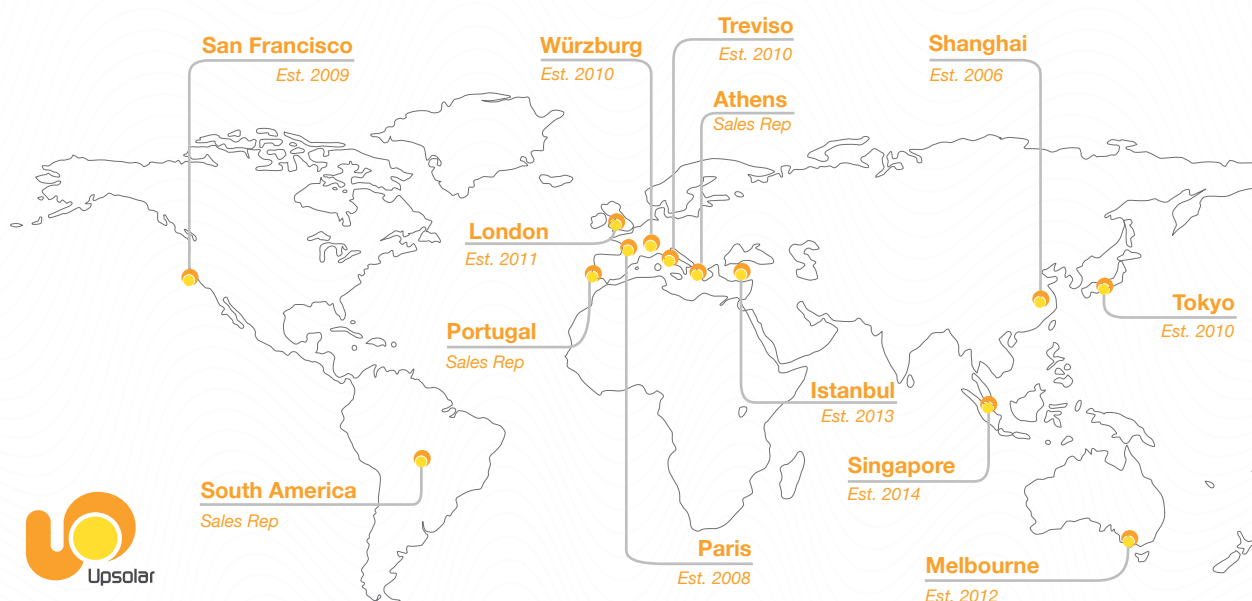 San Francisco
Est. 2009
Würzburg
Est. 2010
Treviso
Est. 2010
Shanghai
Est. 2006
Athens
Sales Rep
London
Est. 2011
Portugal
Sales Rep
Tokyo
Est. 2010
Istanbul
Est. 2013
Singapore
Est. 2014
South America
Sales Rep
Paris
Est. 2008
Melbourne
Est. 2012
Upsolar